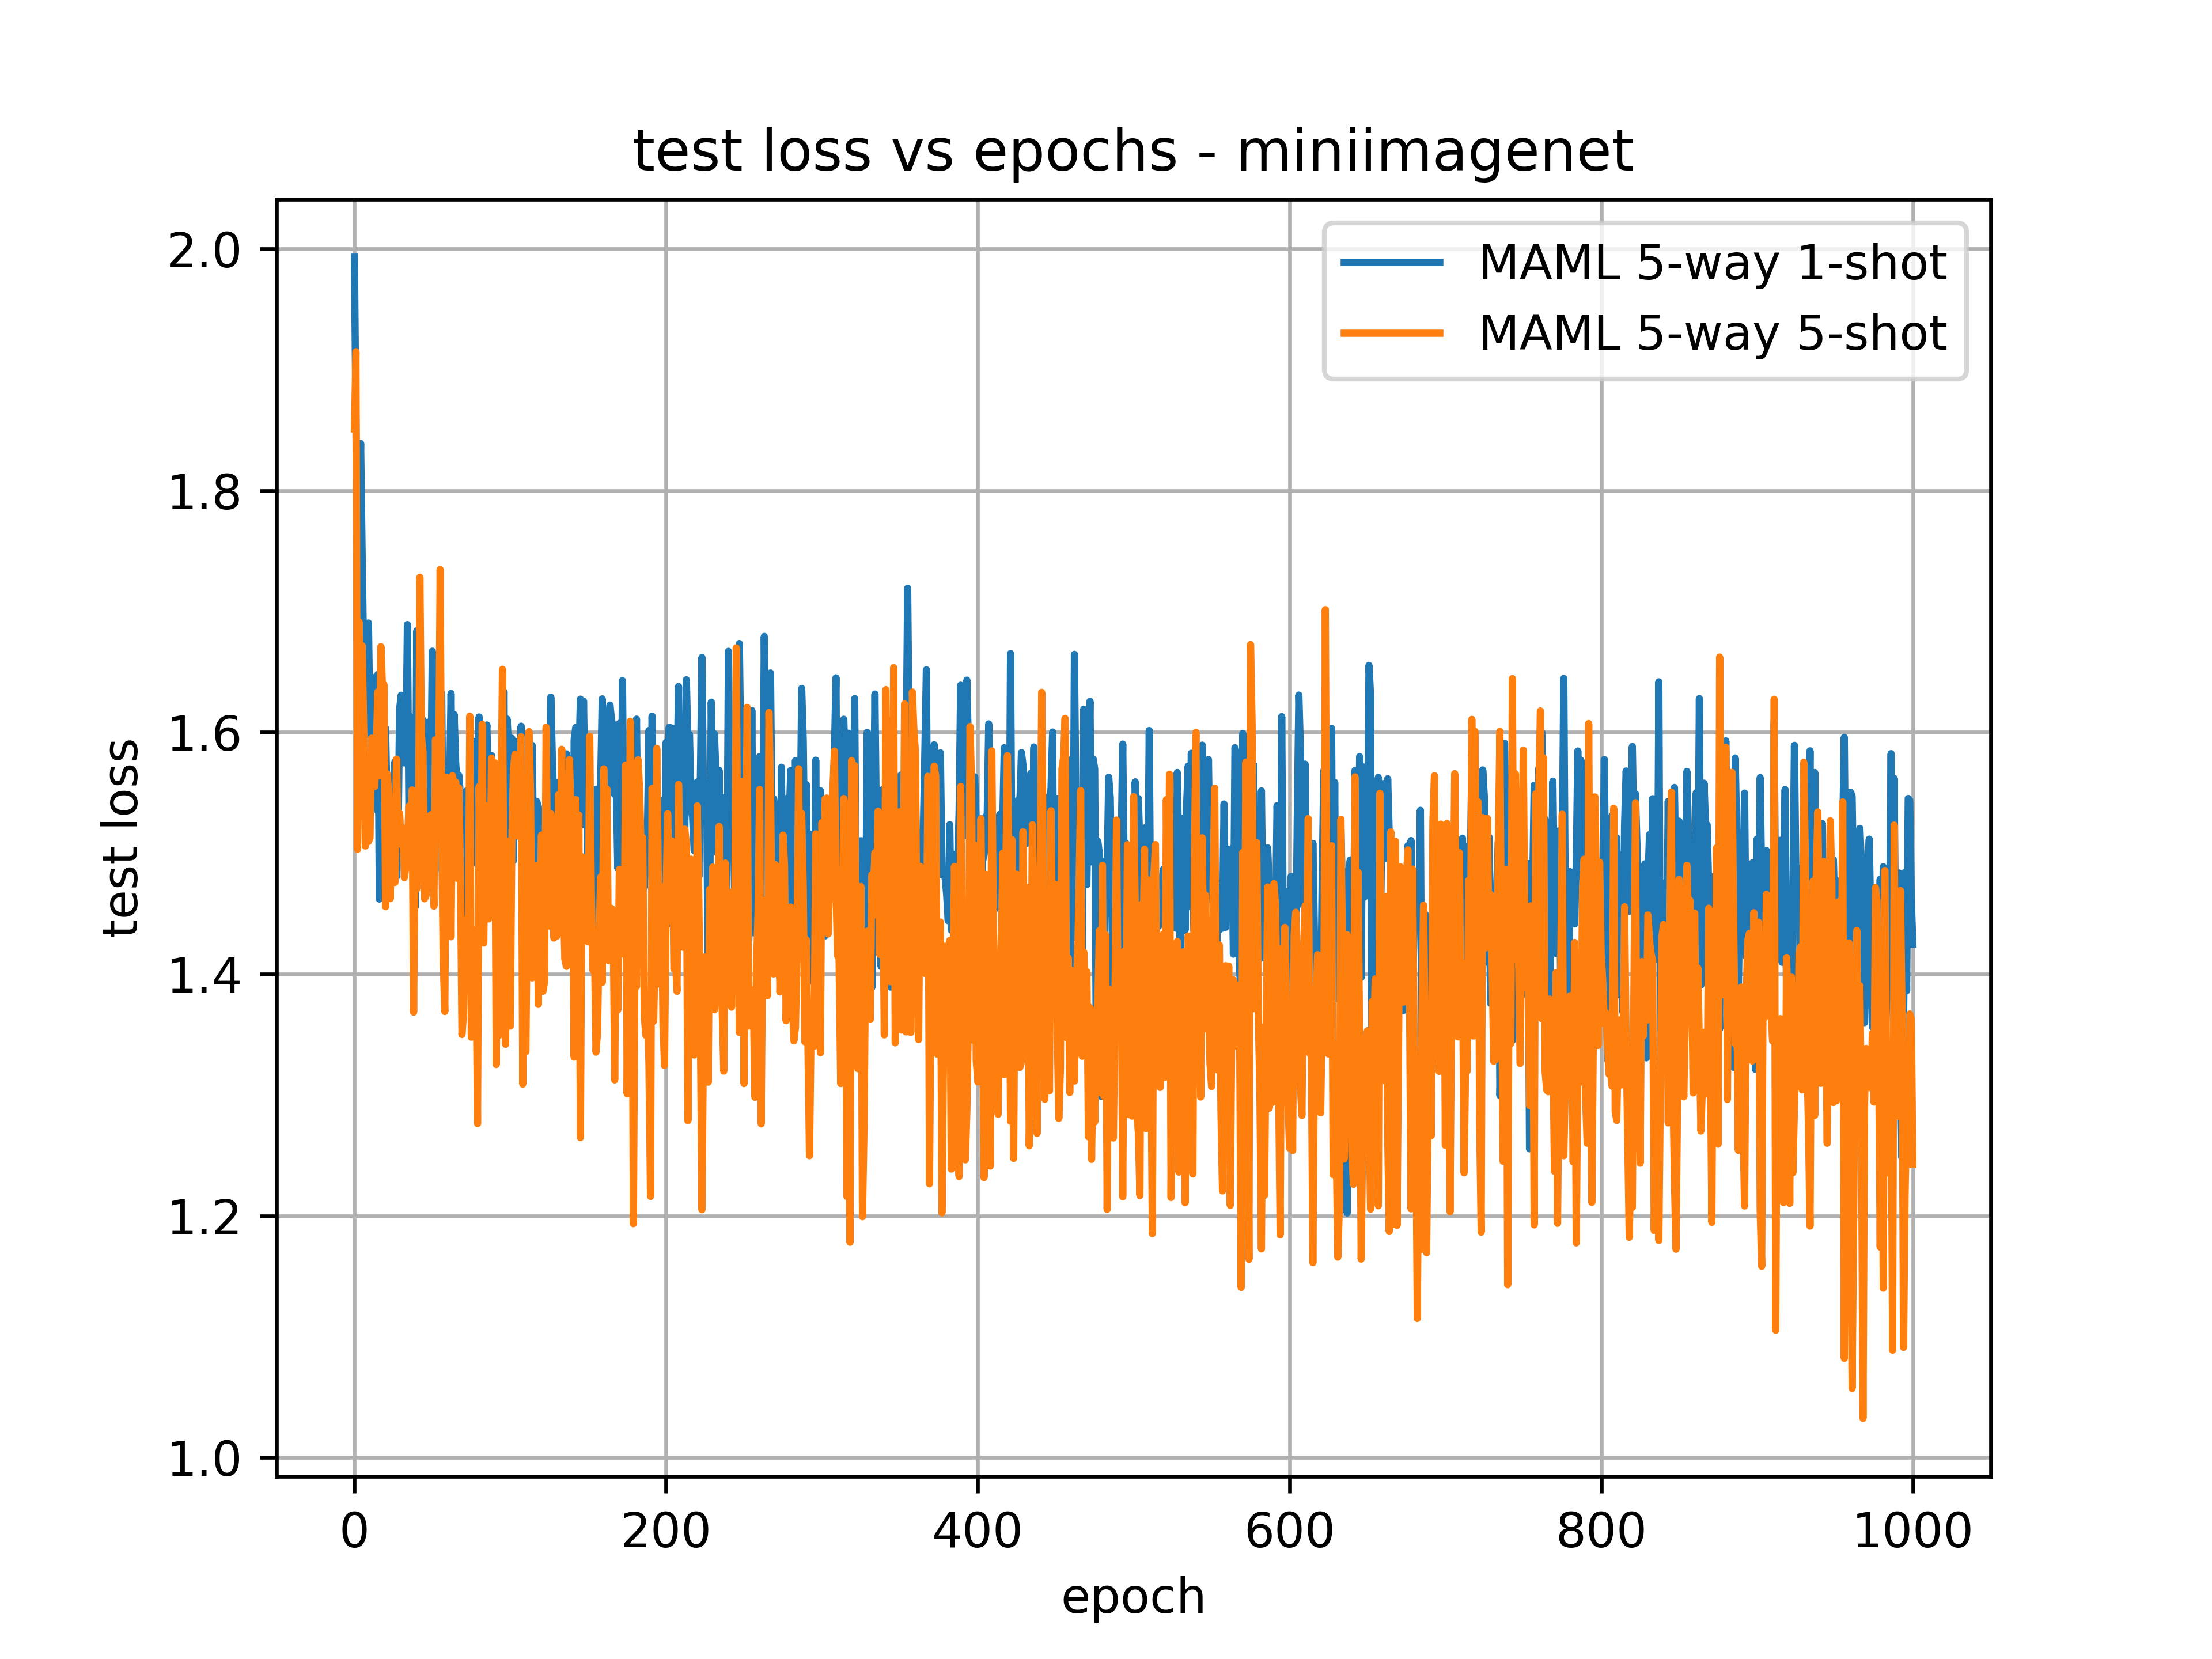 test loss vs epochs - miniimagenet
MAML 5-way 1-shot
MAML 5-way 5-shot
2.0
1.8
1.6
1.4
1.2
1.0
test loss
0 200 400 600 800 1000
epoch